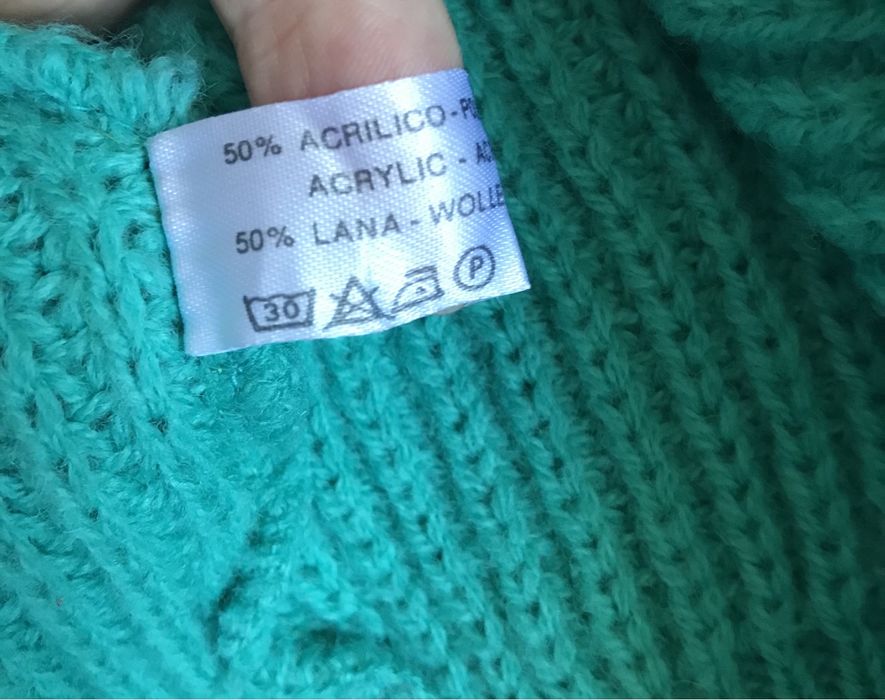 50% ACRILICO-
ACRYLIC -
50% LANA - WOLLE
30 P